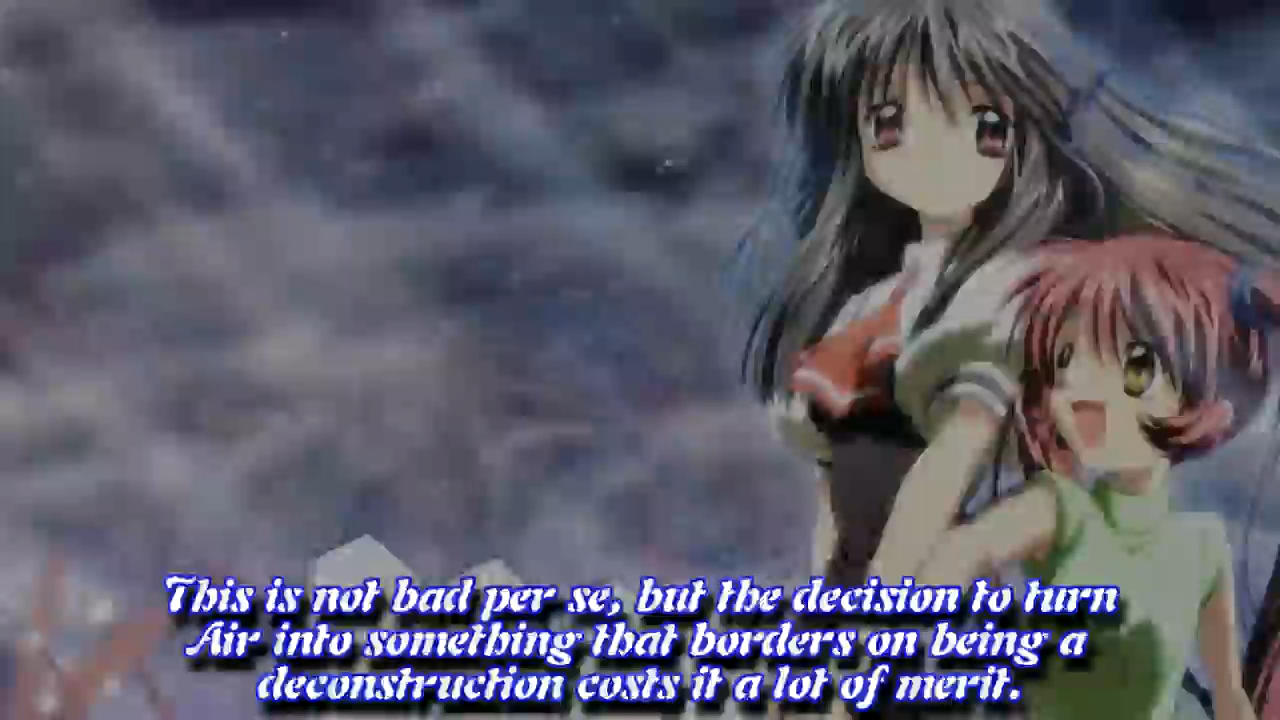 This is not bad per se, but the decision to turn
Air into something that borders on being a
deconstruction costs it a lot of merit.